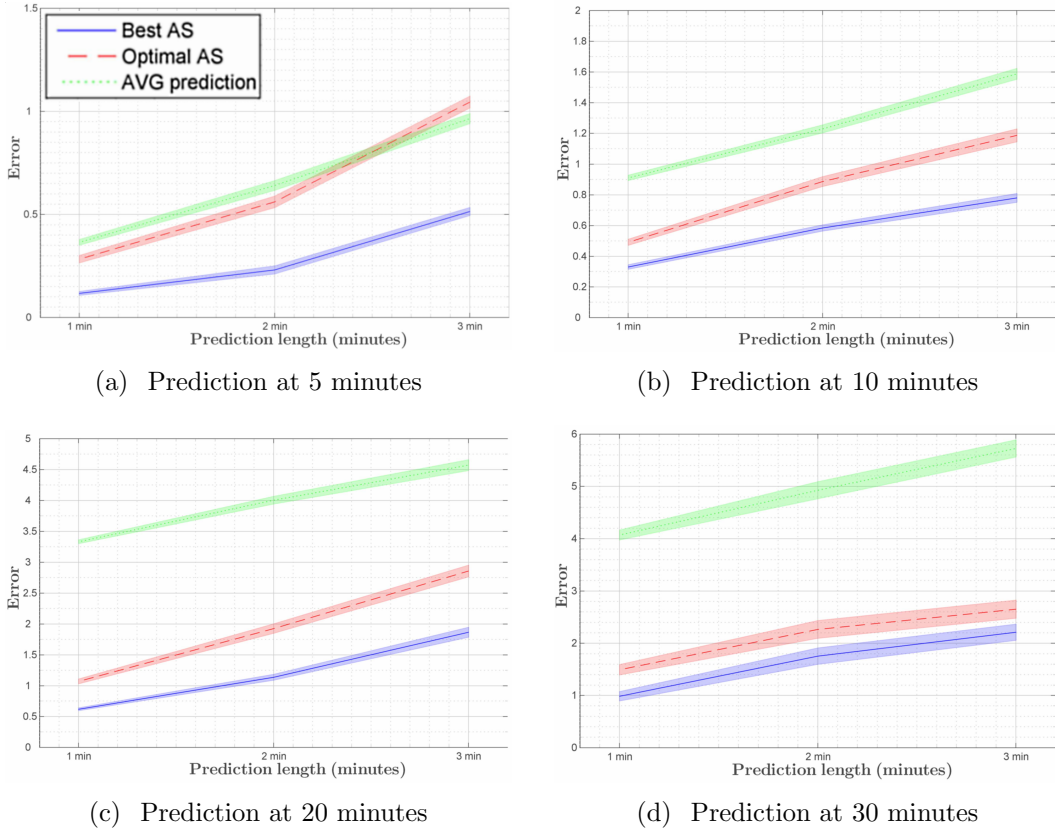 Best AS
Optimal AS
AVG prediction
1.5
1
0.5
0
Error
1 min
2 min
3 min
Prediction length (minutes)
(a) Prediction at 5 minutes
2
1.8
1.6
1.4
1.2
1
0.8
0.6
0.4
0.2
0
Error
1 min
2 min
3 min
Prediction length (minutes)
(b) Prediction at 10 minutes
5
4.5
4
3.5
3
2.5
2
1.5
1
0.5
0
Error
1 min
2 min
3 min
Prediction length (minutes)
(c) Prediction at 20 minutes
6
5
4
3
2
1
0
Error
1 min
2 min
3 min
Prediction length (minutes)
(d) Prediction at 30 minutes